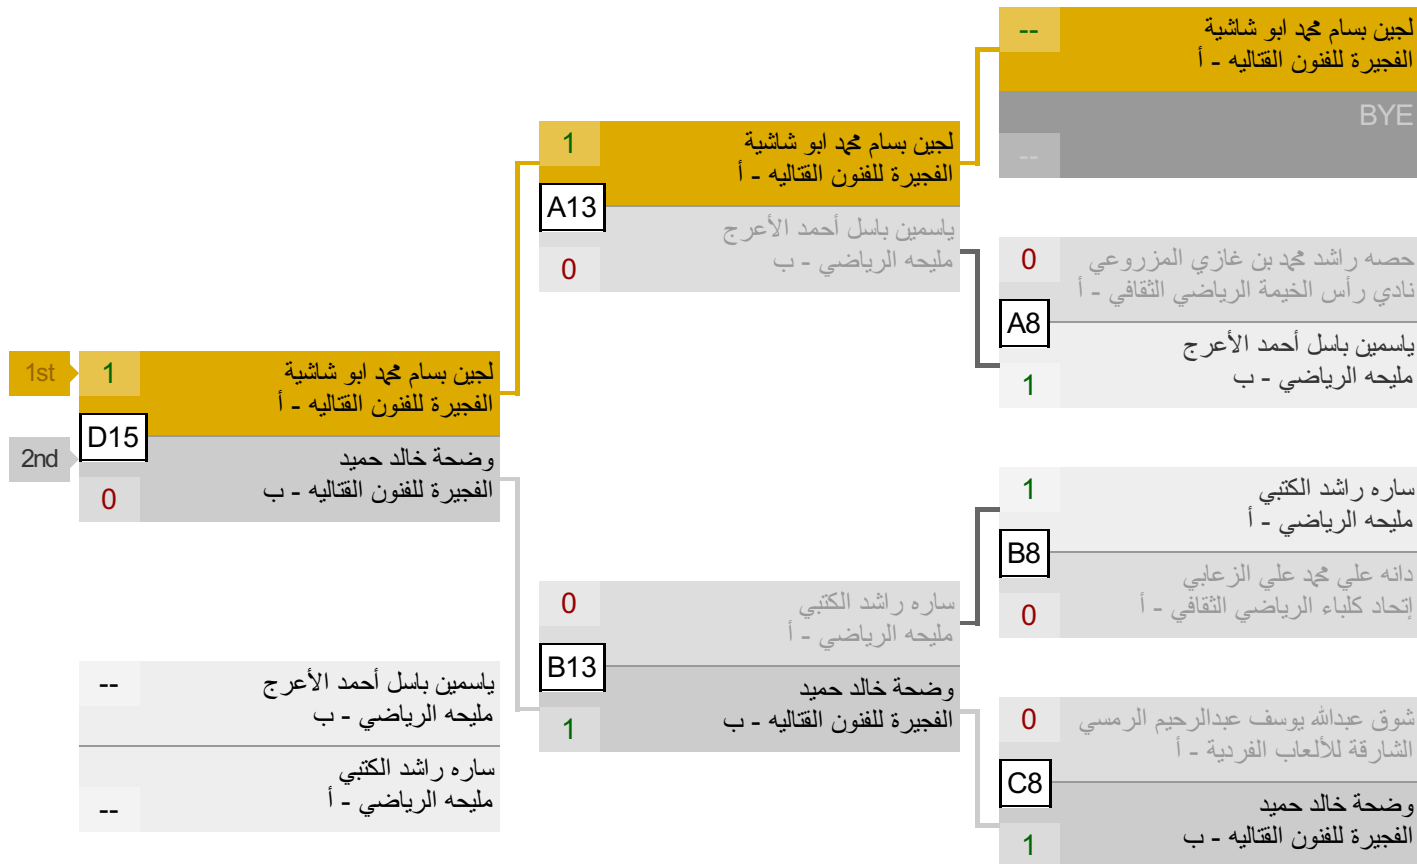 --
لجين بسام محمد ابو شاشية
الفجيرة للفنون القتاليه - أ
BYE
--
1
لجين بسام محمد ابو شاشية
الفجيرة للفنون القتاليه - أ
A13
ياسمين باسل أحمد الأعرج
مليحه الرياضي - ب
0
0
حصه راشد محمد بن غازي المزروعي
نادي رأس الخيمة الرياضي الثقافي - أ
A8
ياسمين باسل أحمد الأعرج
مليحه الرياضي - ب
1
1st
1
لجين بسام محمد ابو شاشية
الفجيرة للفنون القتاليه - أ
D15
2nd
وضحة خالد حميد
الفجيرة للفنون القتاليه - ب
0
1
ساره راشد الكتبي
مليحه الرياضي - أ
B8
دانه علي محمد علي الزعابي
إتحاد كلباء الرياضي الثقافي - أ
0
0
ساره راشد الكتبي
مليحه الرياضي - أ
B13
وضحة خالد حميد
الفجيرة للفنون القتاليه - ب
1
--
ياسمين باسل أحمد الأعرج
مليحه الرياضي - ب
ساره راشد الكتبي
مليحه الرياضي - أ
--
0
شوق عبدالله يوسف عبدالرحيم الرمسي
الشارقة للألعاب الفردية - أ
C8
وضحة خالد حميد
الفجيرة للفنون القتاليه - ب
1